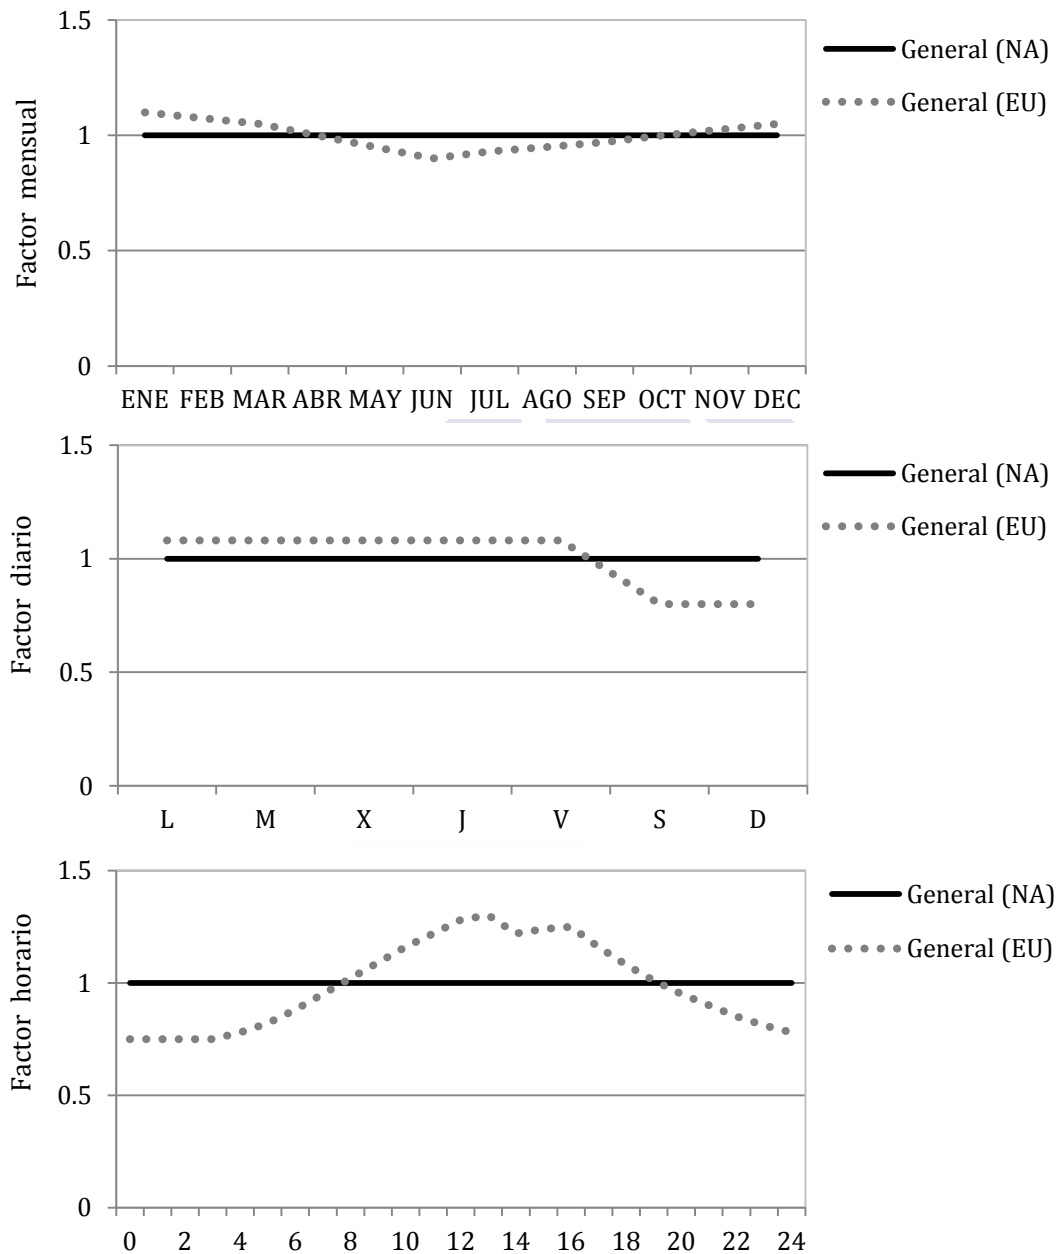 Factor mensual
1.5
1
0.5
0
ENE FEB MAR ABR MAY JUN JUL AGO SEP OCT NOV DEC
General (NA)
General (EU)
Factor diario
1.5
1
0.5
0
L M X J V S D
General (NA)
General (EU)
Factor horario
1.5
1
0.5
0
0 2 4 6 8 10 12 14 16 18 20 22 24
General (NA)
General (EU)